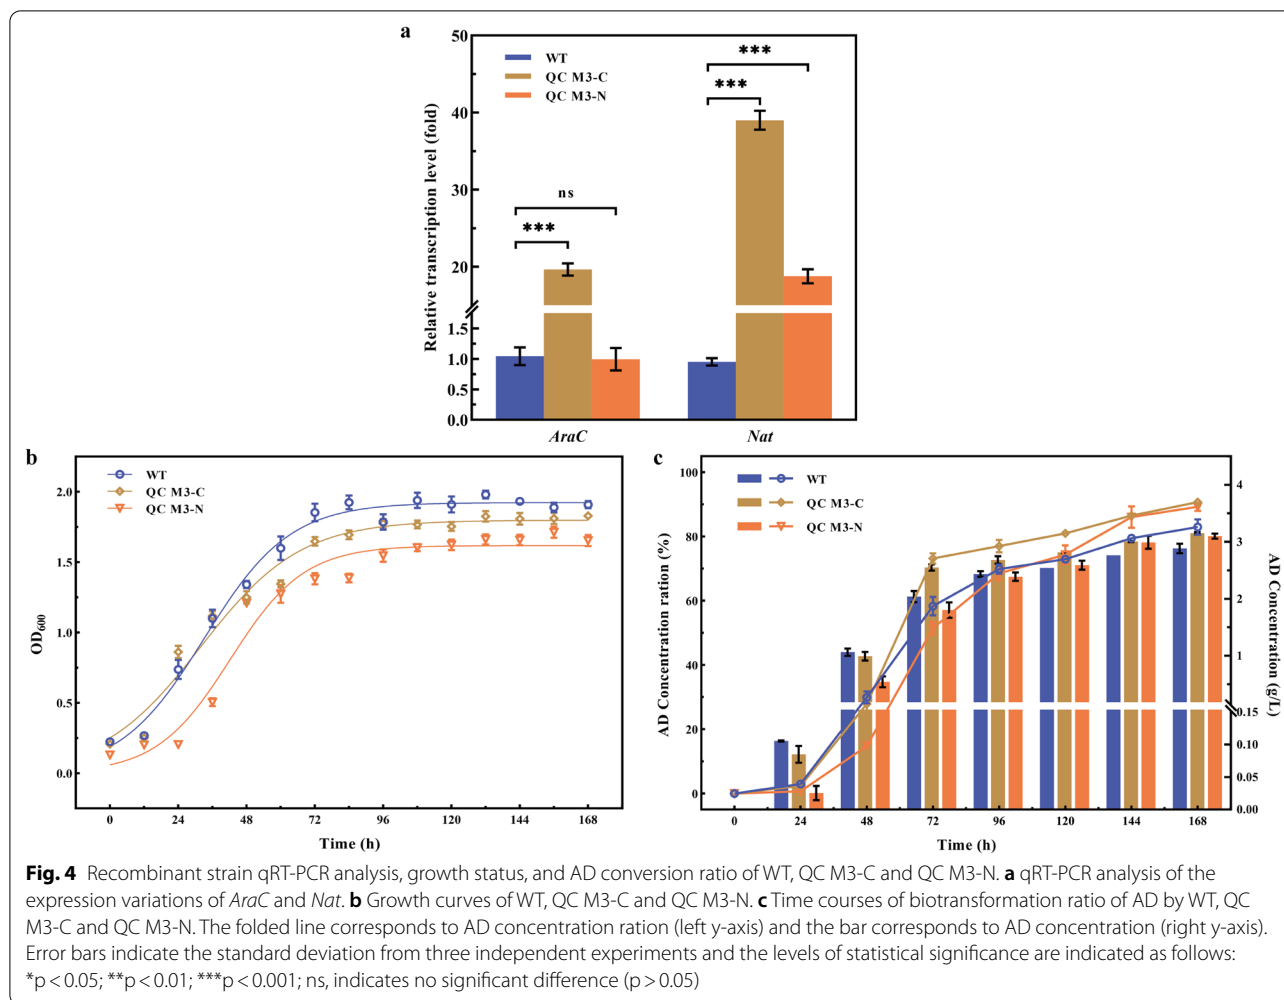 a
50
40
30
20
1.5
1.0
0.5
0.0
Relative transcription level (fold)
WT
QC M3-C
QC M3-N
ns
***
***
***
AraC
Nat
b
2.0
1.5
1.0
0.5
0.0
OD600
WT
QC M3-C
QC M3-N
0 24 48 72 96 120 144 168
Time (h)
c
100
80
60
40
20
0
AD Concentration ration (%)
WT
QC M3-C
QC M3-N
4
3
2
1
0.15
0.10
0.05
0.00
AD Concentration (g/L)
0 24 48 72 96 120 144 168
Time (h)
Fig. 4 Recombinant strain qRT-PCR analysis, growth status, and AD conversion ratio of WT, QC M3-C and QC M3-N. a qRT-PCR analysis of the
expression variations of AraC and Nat. b Growth curves of WT, QC M3-C and QC M3-N. c Time courses of biotransformation ratio of AD by WT, QC
M3-C and QC M3-N. The folded line corresponds to AD concentration ration (left y-axis) and the bar corresponds to AD concentration (right y-axis).
Error bars indicate the standard deviation from three independent experiments and the levels of statistical significance are indicated as follows:
*p < 0.05; **p < 0.01; ***p < 0.001; ns, indicates no significant difference (p > 0.05)